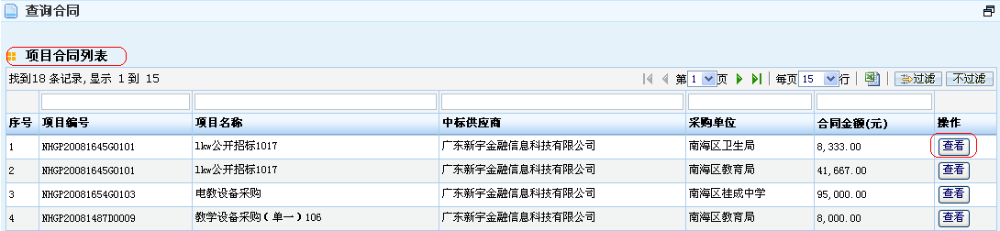 查询合同
项目合同列表
找到18 条记录, 显示 1 到 15 第 1 页 每页 15 行 过滤 不过滤
序号 项目编号 项目名称 中标供应商 采购单位 合同金额(元) 操作
1 NHGP20081645G0101 lkw公开招标1017 广东新宇金融信息科技有限公司 南海区卫生局 8,333.00 查看
2 NHGP20081645G0101 lkw公开招标1017 广东新宇金融信息科技有限公司 南海区教育局 41,667.00 查看
3 NHGP20081654G0103 电教设备采购 广东新宇金融信息科技有限公司 南海区桂成中学 95,000.00 查看
4 NHGP20081487D0009 教学设备采购（单一）106 广东新宇金融信息科技有限公司 南海区教育局 8,000.00 查看